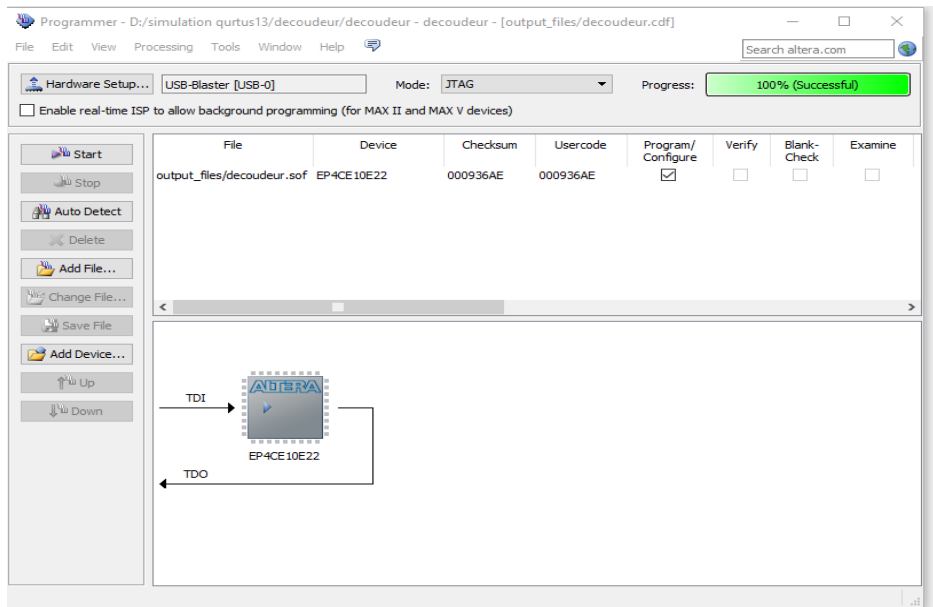 Programmer - D:/simulation qurtus13/decoudeur/decoudeur - decoudeur - [output_files/decoudeur.cdf]
File Edit View Processing Tools Window Help
Search altera.com
Hardware Setup... USB-Blaster [USB-0] Mode: JTAG Progress: 100% (Successful)
Enable real-time ISP to allow background programming (for MAX II and MAX V devices)
Start
Stop
Auto Detect
Delete
Add File...
Change File...
Save File
Add Device...
Up
Down
File Device Checksum Usercode Program/ Verify Blank- Examine
Configure Check
output_files/decoudeur.sof EP4CE10E22 000936AE 000936AE
TDI
ALTERA
EP4CE10E22
TDO